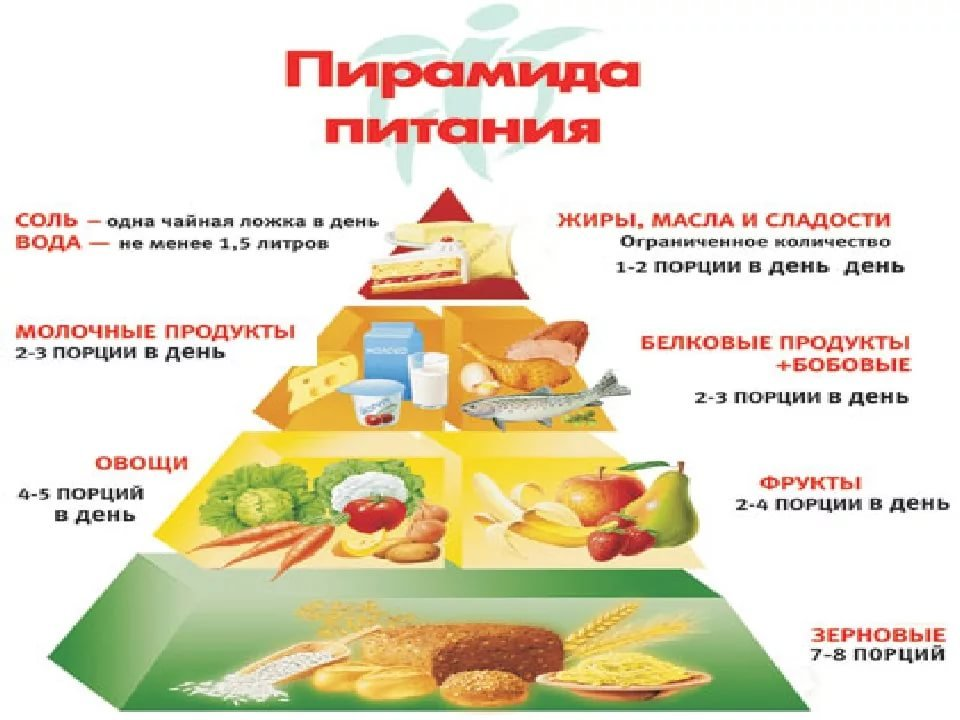 Пирамида
питания
СОЛЬ – одна чайная ложка в день
ВОДА — не менее 1,5 литров
ЖИРЫ, МАСЛА И СЛАДОСТИ
Ограниченное количество
1-2 ПОРЦИИ в день день
МОЛОЧНЫЕ ПРОДУКТЫ
2-3 ПОРЦИИ в день
БЕЛКОВЫЕ ПРОДУКТЫ
+БОБОВЫЕ
2-3 ПОРЦИИ в день
МОЛОКО
ОВОЩИ
4-5 ПОРЦИЙ
в день
ФРУКТЫ
2-4 ПОРЦИИ в день
ЗЕРНОВЫЕ
7-8 ПОРЦИЙ